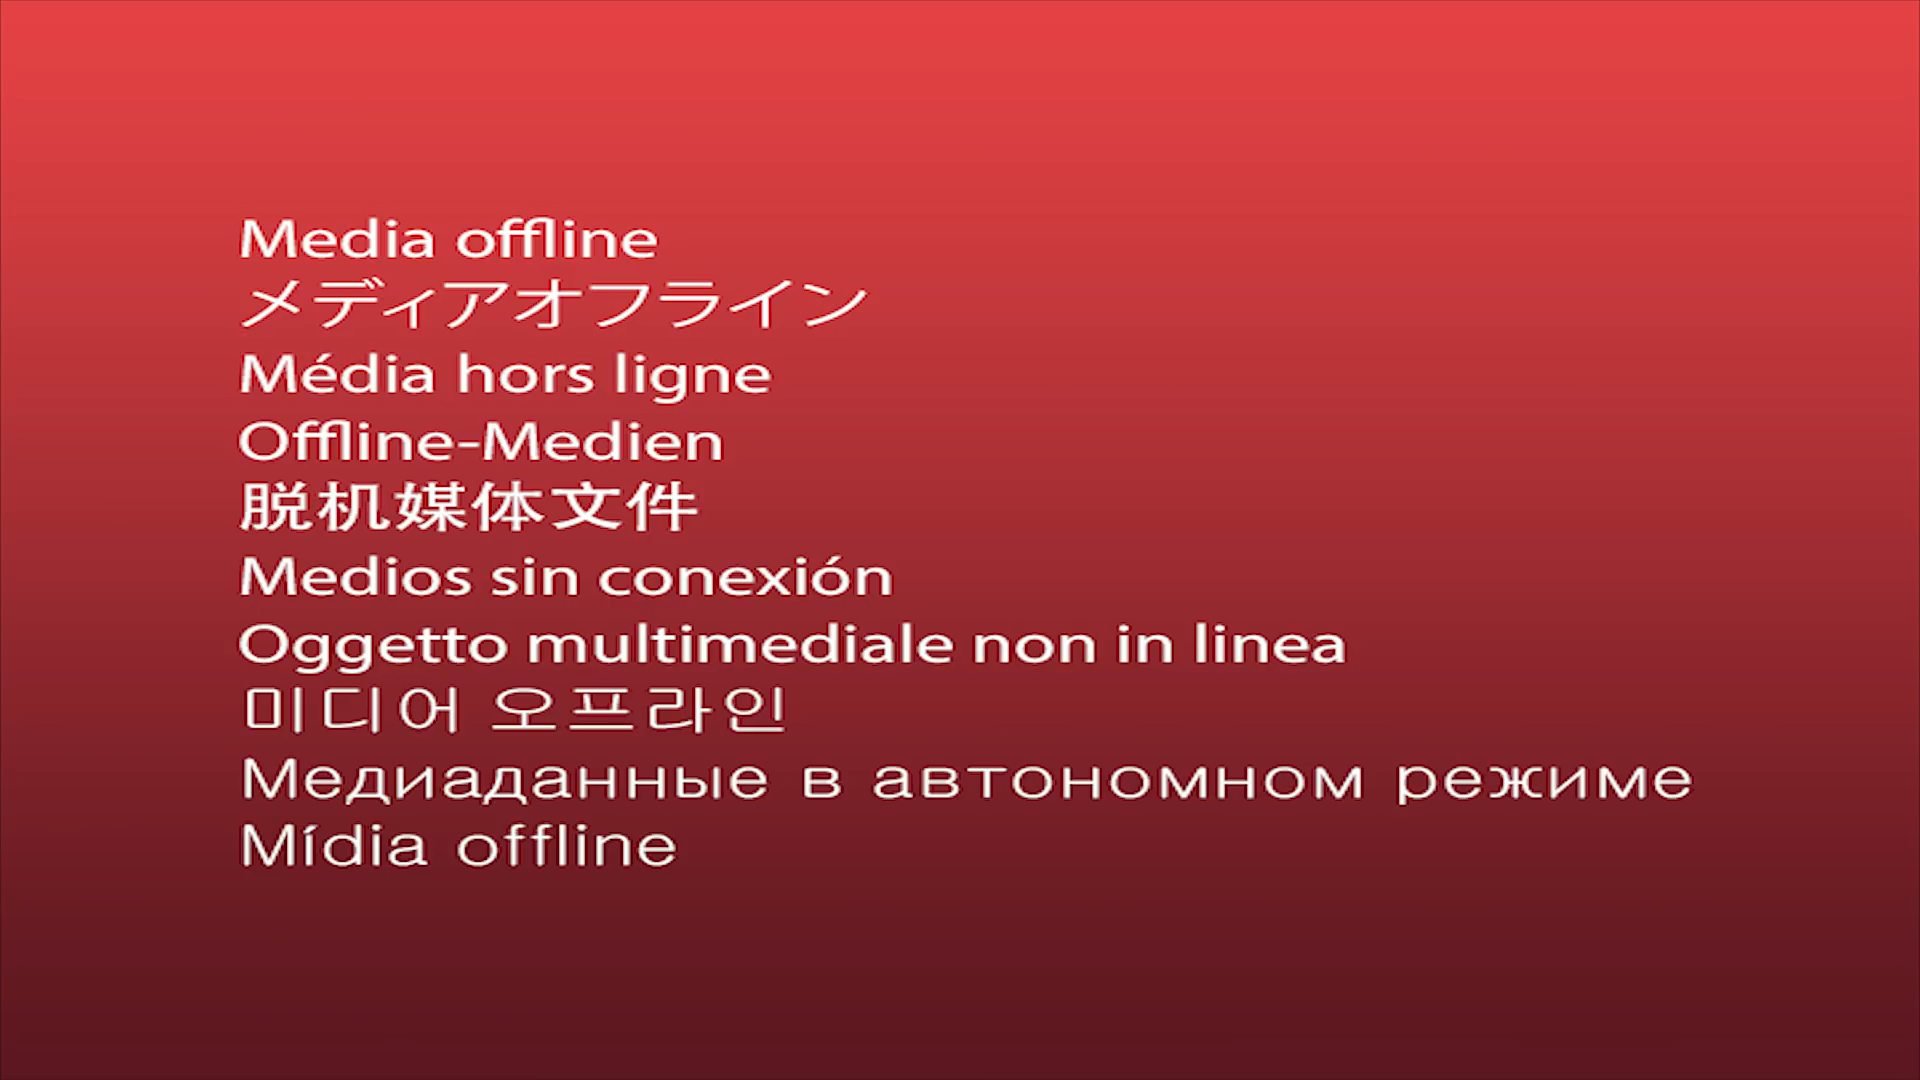 Media offline
メディアオフライン
Média hors ligne
Offline-Medien
脱机媒体文件
Medios sin conexión
Oggetto multimediale non in linea
미디어 오프라인
Медиаданные в автономном режиме
Mídia offline